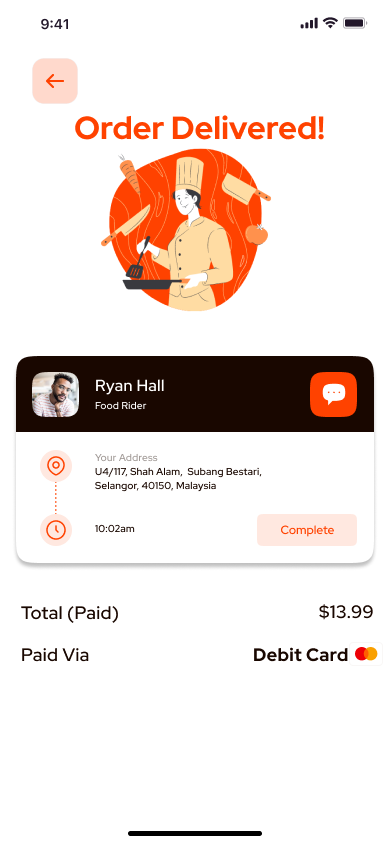 9:41
Order Delivered!
Ryan Hall
Food Rider
Your Address
U4/117, Shah Alam,  Subang Bestari,
Selangor, 40150, Malaysia
10:02am
Complete
Total (Paid)
$13.99
Paid Via
Debit Card